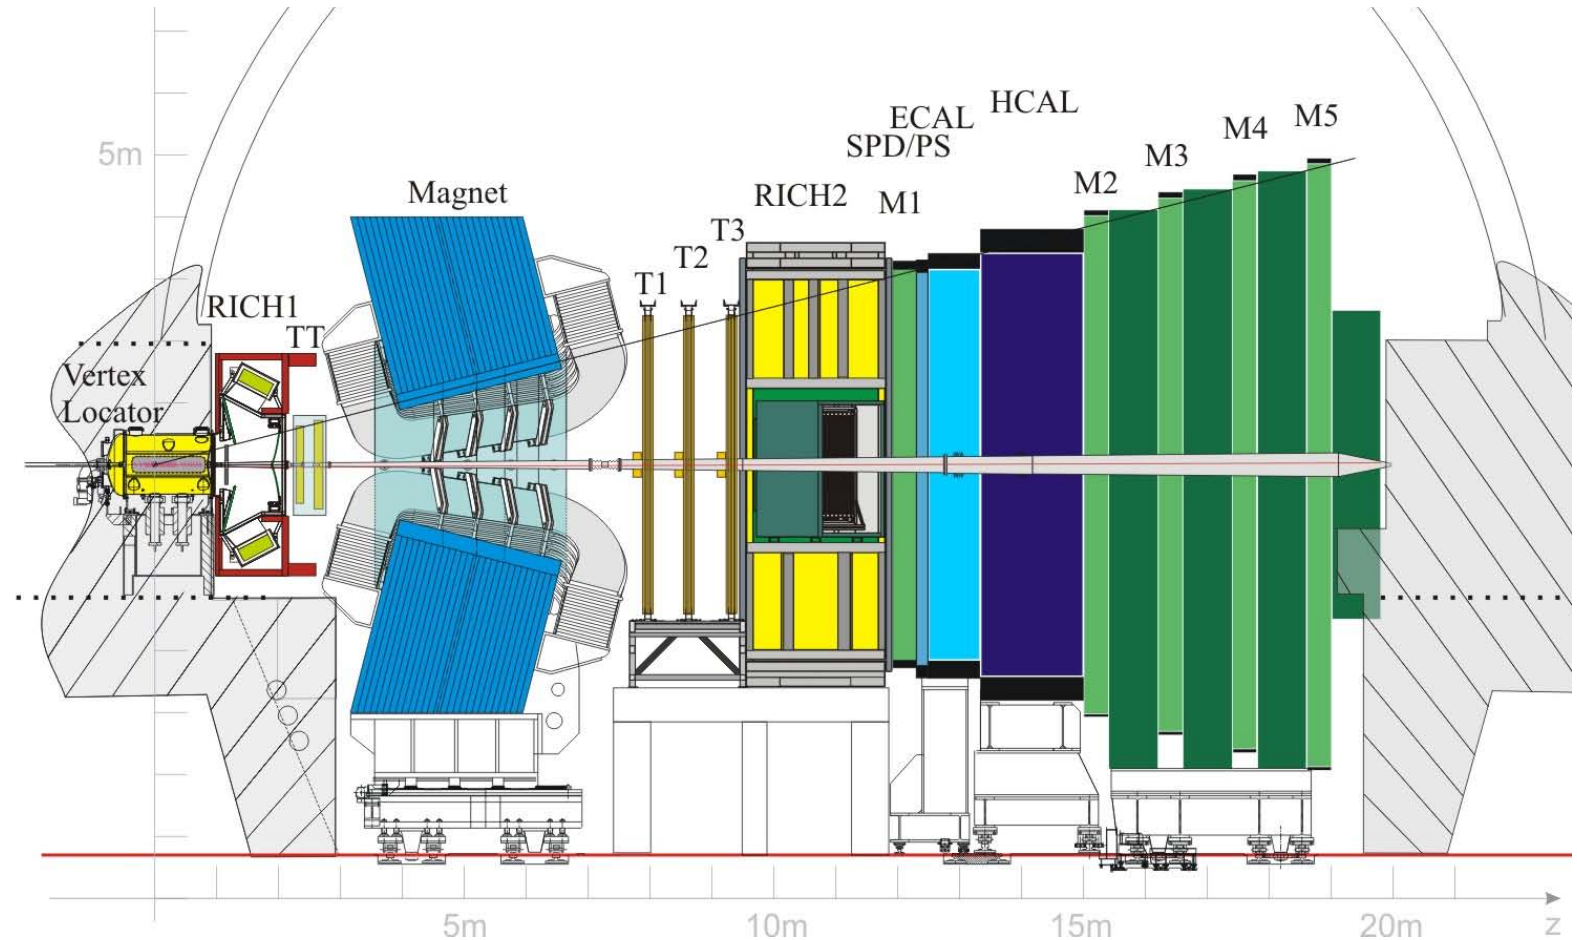 HCAL
ECAL
M5
M4
SPD/PS
5m
M3
M2
Magnet
RICH2
M1
T3
T2
T1
RICH1
TT
Vertex
Locator
5m
10m
15m
20m
z